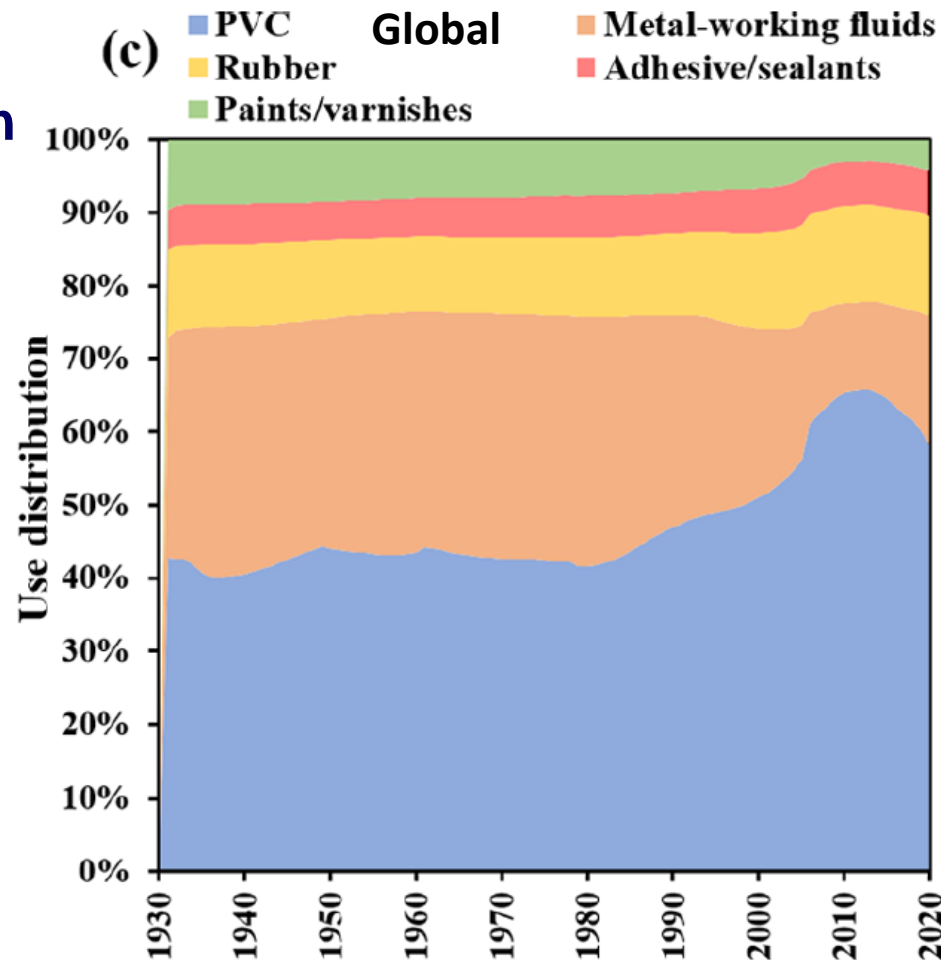 (c)
Global
PVC
Metal-working fluids
Rubber
Adhesive/sealants
Paints/varnishes
n
Use distribution
100%
90%
80%
70%
60%
50%
40%
30%
20%
10%
0%
1930
1940
1950
1960
1970
1980
1990
2000
2010
2020